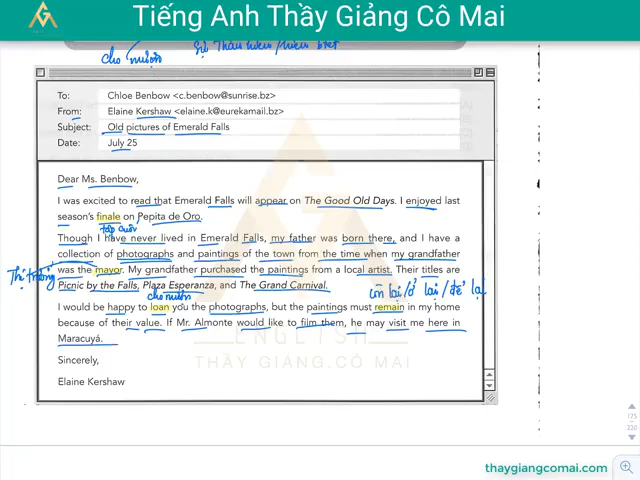 Tiếng Anh Thầy Giảng Cô Mai
cho mượn
To: Chloe Benbow <c.benbow@sunrise.bz>
From: Elaine Kershaw <elaine.k@eurekamail.bz>
Subject: Old pictures of Emerald Falls
Date: July 25
Dear Ms. Benbow,
I was excited to read that Emerald Falls will appear on The Good Old Days. I enjoyed last
season's finale on Pepita de Oro.
tập cuối
Though I have never lived in Emerald Falls, my father was born there, and I have a
collection of photographs and paintings of the town from the time when my grandfather
Thị trưởng
was the mayor. My grandfather purchased the paintings from a local artist. Their titles are
Picnic by the Falls, Plaza Esperanza, and The Grand Carnival.
cho mượn
còn lại/ở lại/để lại
I would be happy to loan you the photographs, but the paintings must remain in my home
because of their value. If Mr. Almonte would like to film them, he may visit me here in
Maracuyá.
ENGLISH
THẦY GIẢNG.CÔ MAI
Sincerely,
Elaine Kershaw
175
220
thaygiangcomai.com